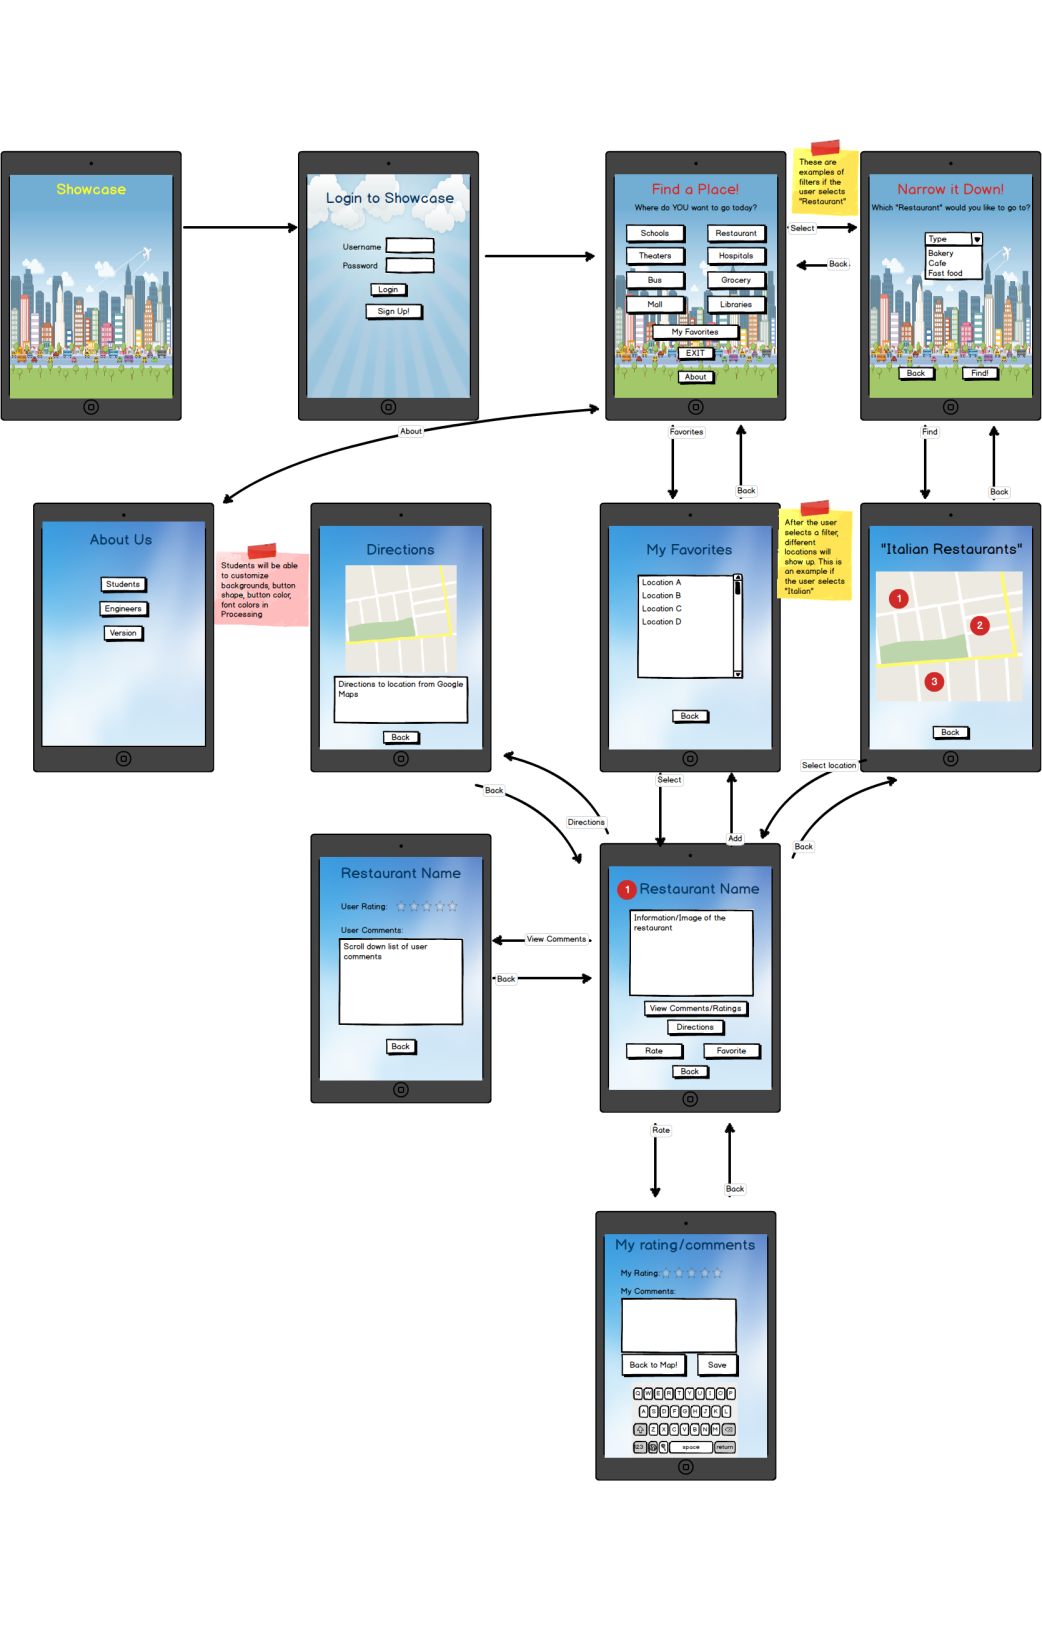 Showcase
Login to Showcase
Username
Password
Login
Sign Up!
Find a Place!
Where do YOU want to go today?
Schools
Restaurant
Theaters
Hospitals
Bus
Grocery
Mall
Libraries
My Favorites
EXIT
About
These are
examples of
filters if the
user selects
"Restaurant"
Select
Back
Narrow it Down!
Which "Restaurant" would you like to go to?
Type
Bakery
Cafe
Fast food
Back
Find!
About
Favorites
Back
Find
Back
About Us
Students
Engineers
Version
Students will be able
to customize
backgrounds, button
shape, button color,
font colors in
Processing
Directions
Directions to location from Google
Maps
Back
My Favorites
Location A
Location B
Location C
Location D
Back
After the user
selects a filter,
different
locations will
show up. This is
an example if
the user selects
"Italian"
"Italian Restaurants"
1
2
3
Back
Select location
Back
Directions
Select
Add
Back
Restaurant Name
User Rating:
User Comments:
Scroll down list of user
comments
Back
View Comments
Back
1 Restaurant Name
Information/Image of the
restaurant
View Comments/Ratings
Directions
Rate
Favorite
Back
Rate
Back
My rating/comments
My Rating:
My Comments:
Back to Map!
Save
Q W E R T Y U I O P
A S D F G H J K L
Z X C V B N M
123 space return